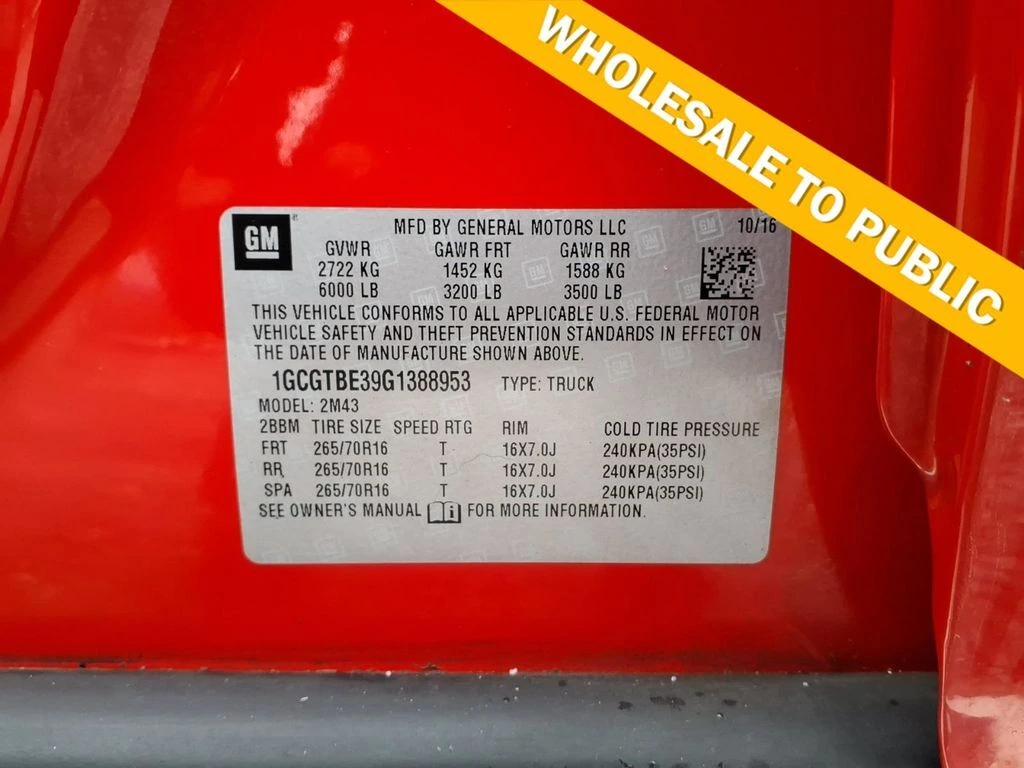 WHOLESALE TO PUBLIC
GM
MFD BY GENERAL MOTORS LLC 10/16
GVWR GAWR FRT GAWR RR
2722 KG 1452 KG 1588 KG
6000 LB 3200 LB 3500 LB
THIS VEHICLE CONFORMS TO ALL APPLICABLE U.S. FEDERAL MOTOR
VEHICLE SAFETY AND THEFT PREVENTION STANDARDS IN EFFECT ON
THE DATE OF MANUFACTURE SHOWN ABOVE.
1GCGTBE39G1388953 TYPE: TRUCK
MODEL: 2M43
2BBM TIRE SIZE SPEED RTG RIM COLD TIRE PRESSURE
FRT 265/70R16 T 16X7.0J 240KPA(35PSI)
RR 265/70R16 T 16X7.0J 240KPA(35PSI)
SPA 265/70R16 T 16X7.0J 240KPA(35PSI)
SEE OWNER'S MANUAL i FOR MORE INFORMATION.